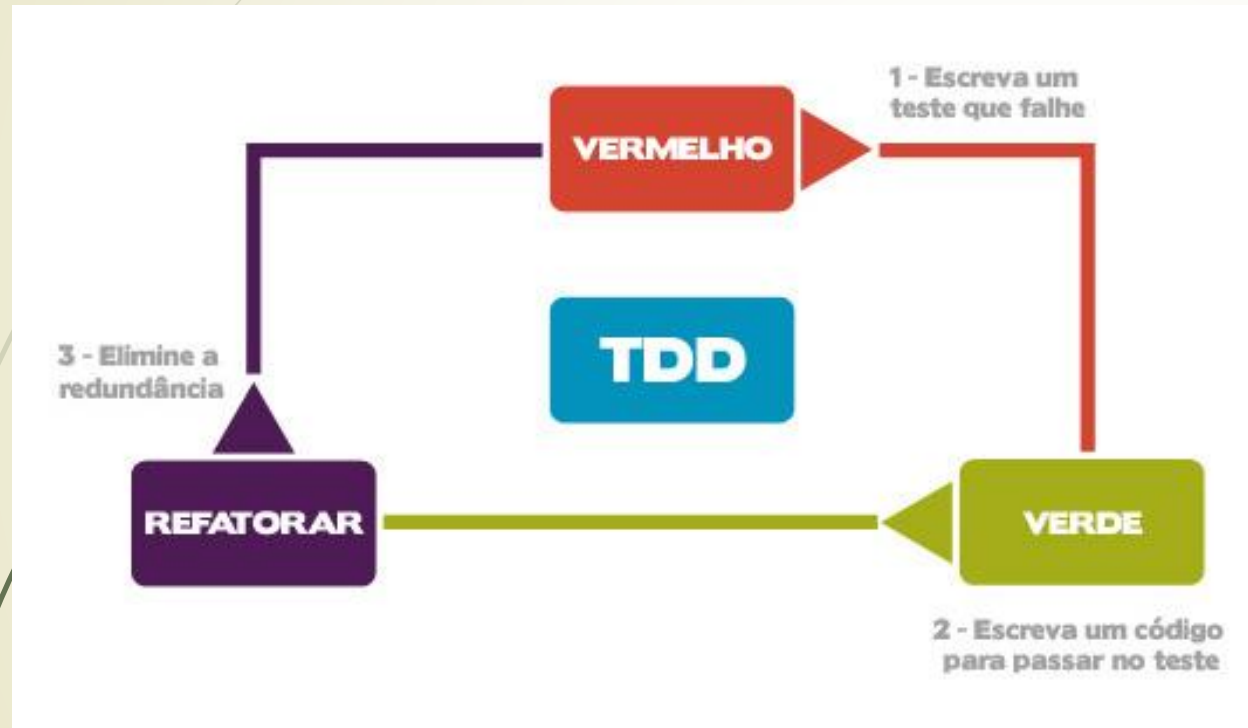 1 - Escreva um
teste que falhe
VERMELHO
TDD
3 - Elimine a
redundância
REFATORAR
VERDE
2 - Escreva um código
para passar no teste